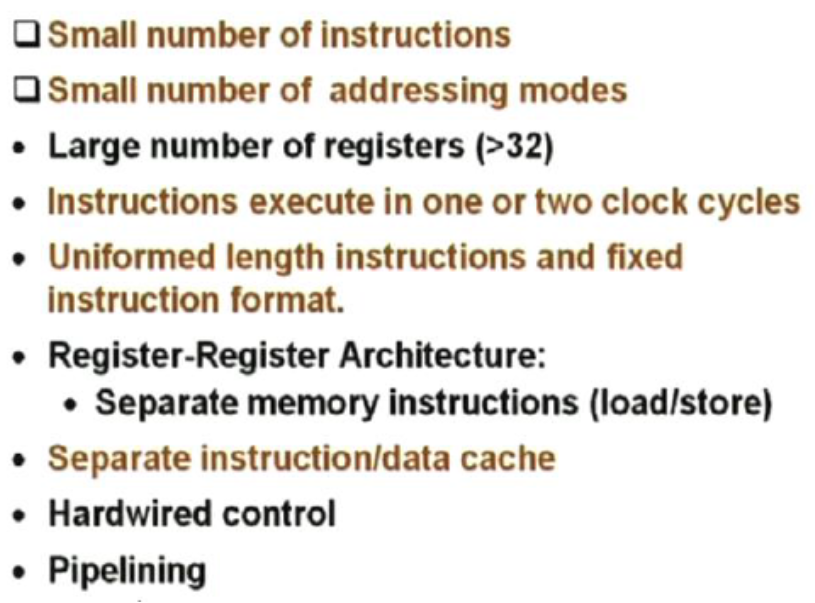 Small number of instructions
Small number of addressing modes
Large number of registers (>32)
Instructions execute in one or two clock cycles
Uniformed length instructions and fixed
instruction format.
Register-Register Architecture:
Separate memory instructions (load/store)
Separate instruction/data cache
Hardwired control
Pipelining